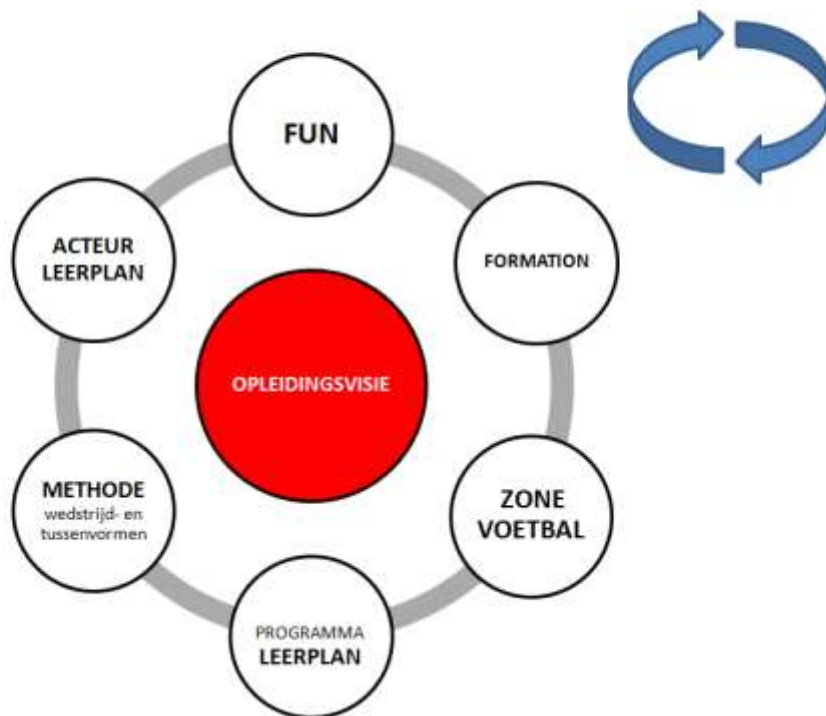 FUN
FORMATION
ZONE
VOETBAL
PROGRAMMA
LEERPLAN
METHODE
wedstrijd- en
tussenvormen
ACTEUR
LEERPLAN
OPLEIDINGSVISIE